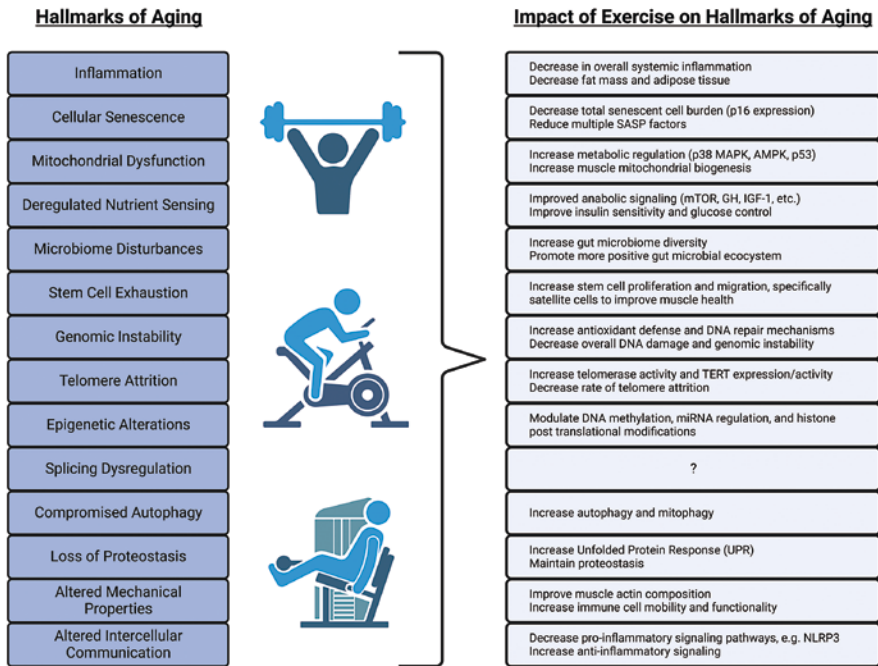 Hallmarks of Aging
Impact of Exercise on Hallmarks of Aging
Inflammation
Decrease in overall systemic inflammation
Decrease fat mass and adipose tissue
Cellular Senescence
Decrease total senescent cell burden (p16 expression)
Reduce multiple SASP factors
Mitochondrial Dysfunction
Increase metabolic regulation (p38 MAPK, AMPK, p53)
Increase muscle mitochondrial biogenesis
Deregulated Nutrient Sensing
Improved anabolic signaling (mTOR, GH, IGF-1, etc.)
Improve insulin sensitivity and glucose control
Microbiome Disturbances
Increase gut microbiome diversity
Promote more positive gut microbial ecosystem
Stem Cell Exhaustion
Increase stem cell proliferation and migration, specifically
satellite cells to improve muscle health
Genomic Instability
Increase antioxidant defense and DNA repair mechanisms
Decrease overall DNA damage and genomic instability
Telomere Attrition
Increase telomerase activity and TERT expression/activity
Decrease rate of telomere attrition
Epigenetic Alterations
Modulate DNA methylation, miRNA regulation, and histone
post translational modifications
Splicing Dysregulation
?
Compromised Autophagy
Increase autophagy and mitophagy
Loss of Proteostasis
Increase Unfolded Protein Response (UPR)
Maintain proteostasis
Altered Mechanical
Properties
Improve muscle actin composition
Increase immune cell mobility and functionality
Altered Intercellular
Communication
Decrease pro-inflammatory signaling pathways, e.g. NLRP3
Increase anti-inflammatory signaling